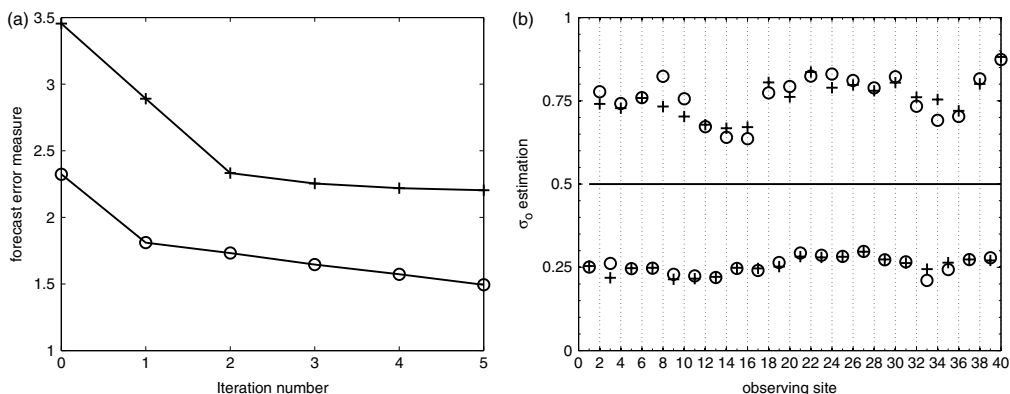 (a)
3.5
3
2.5
2
1.5
1
0 1 2 3 4 5
Iteration number
forecast error measure
(b)
1
0.75
0.5
0.25
0
2 4 6 8 10 12 14 16 18 20 22 24 26 28 30 32 34 36 38 40
observing site
σo estimation